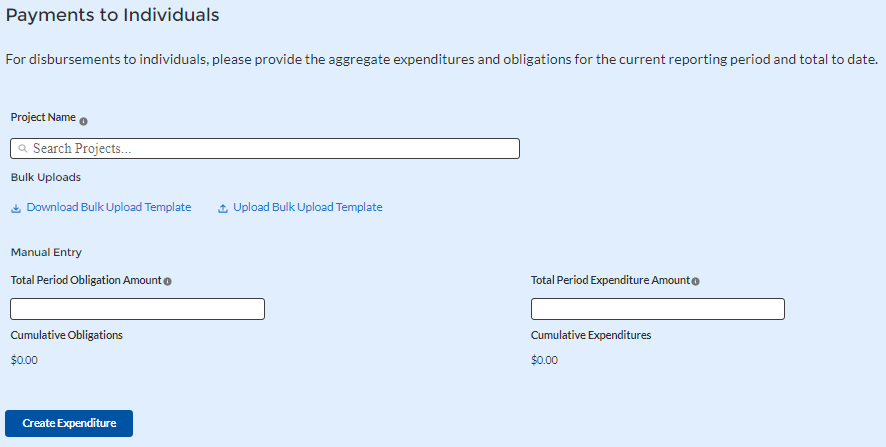 Payments to Individuals
For disbursements to individuals, please provide the aggregate expenditures and obligations for the current reporting period and total to date.
Project Name
Search Projects...
Bulk Uploads
Download Bulk Upload Template Upload Bulk Upload Template
Manual Entry
Total Period Obligation Amount Total Period Expenditure Amount
Cumulative Obligations Cumulative Expenditures
$0.00 $0.00
Create Expenditure